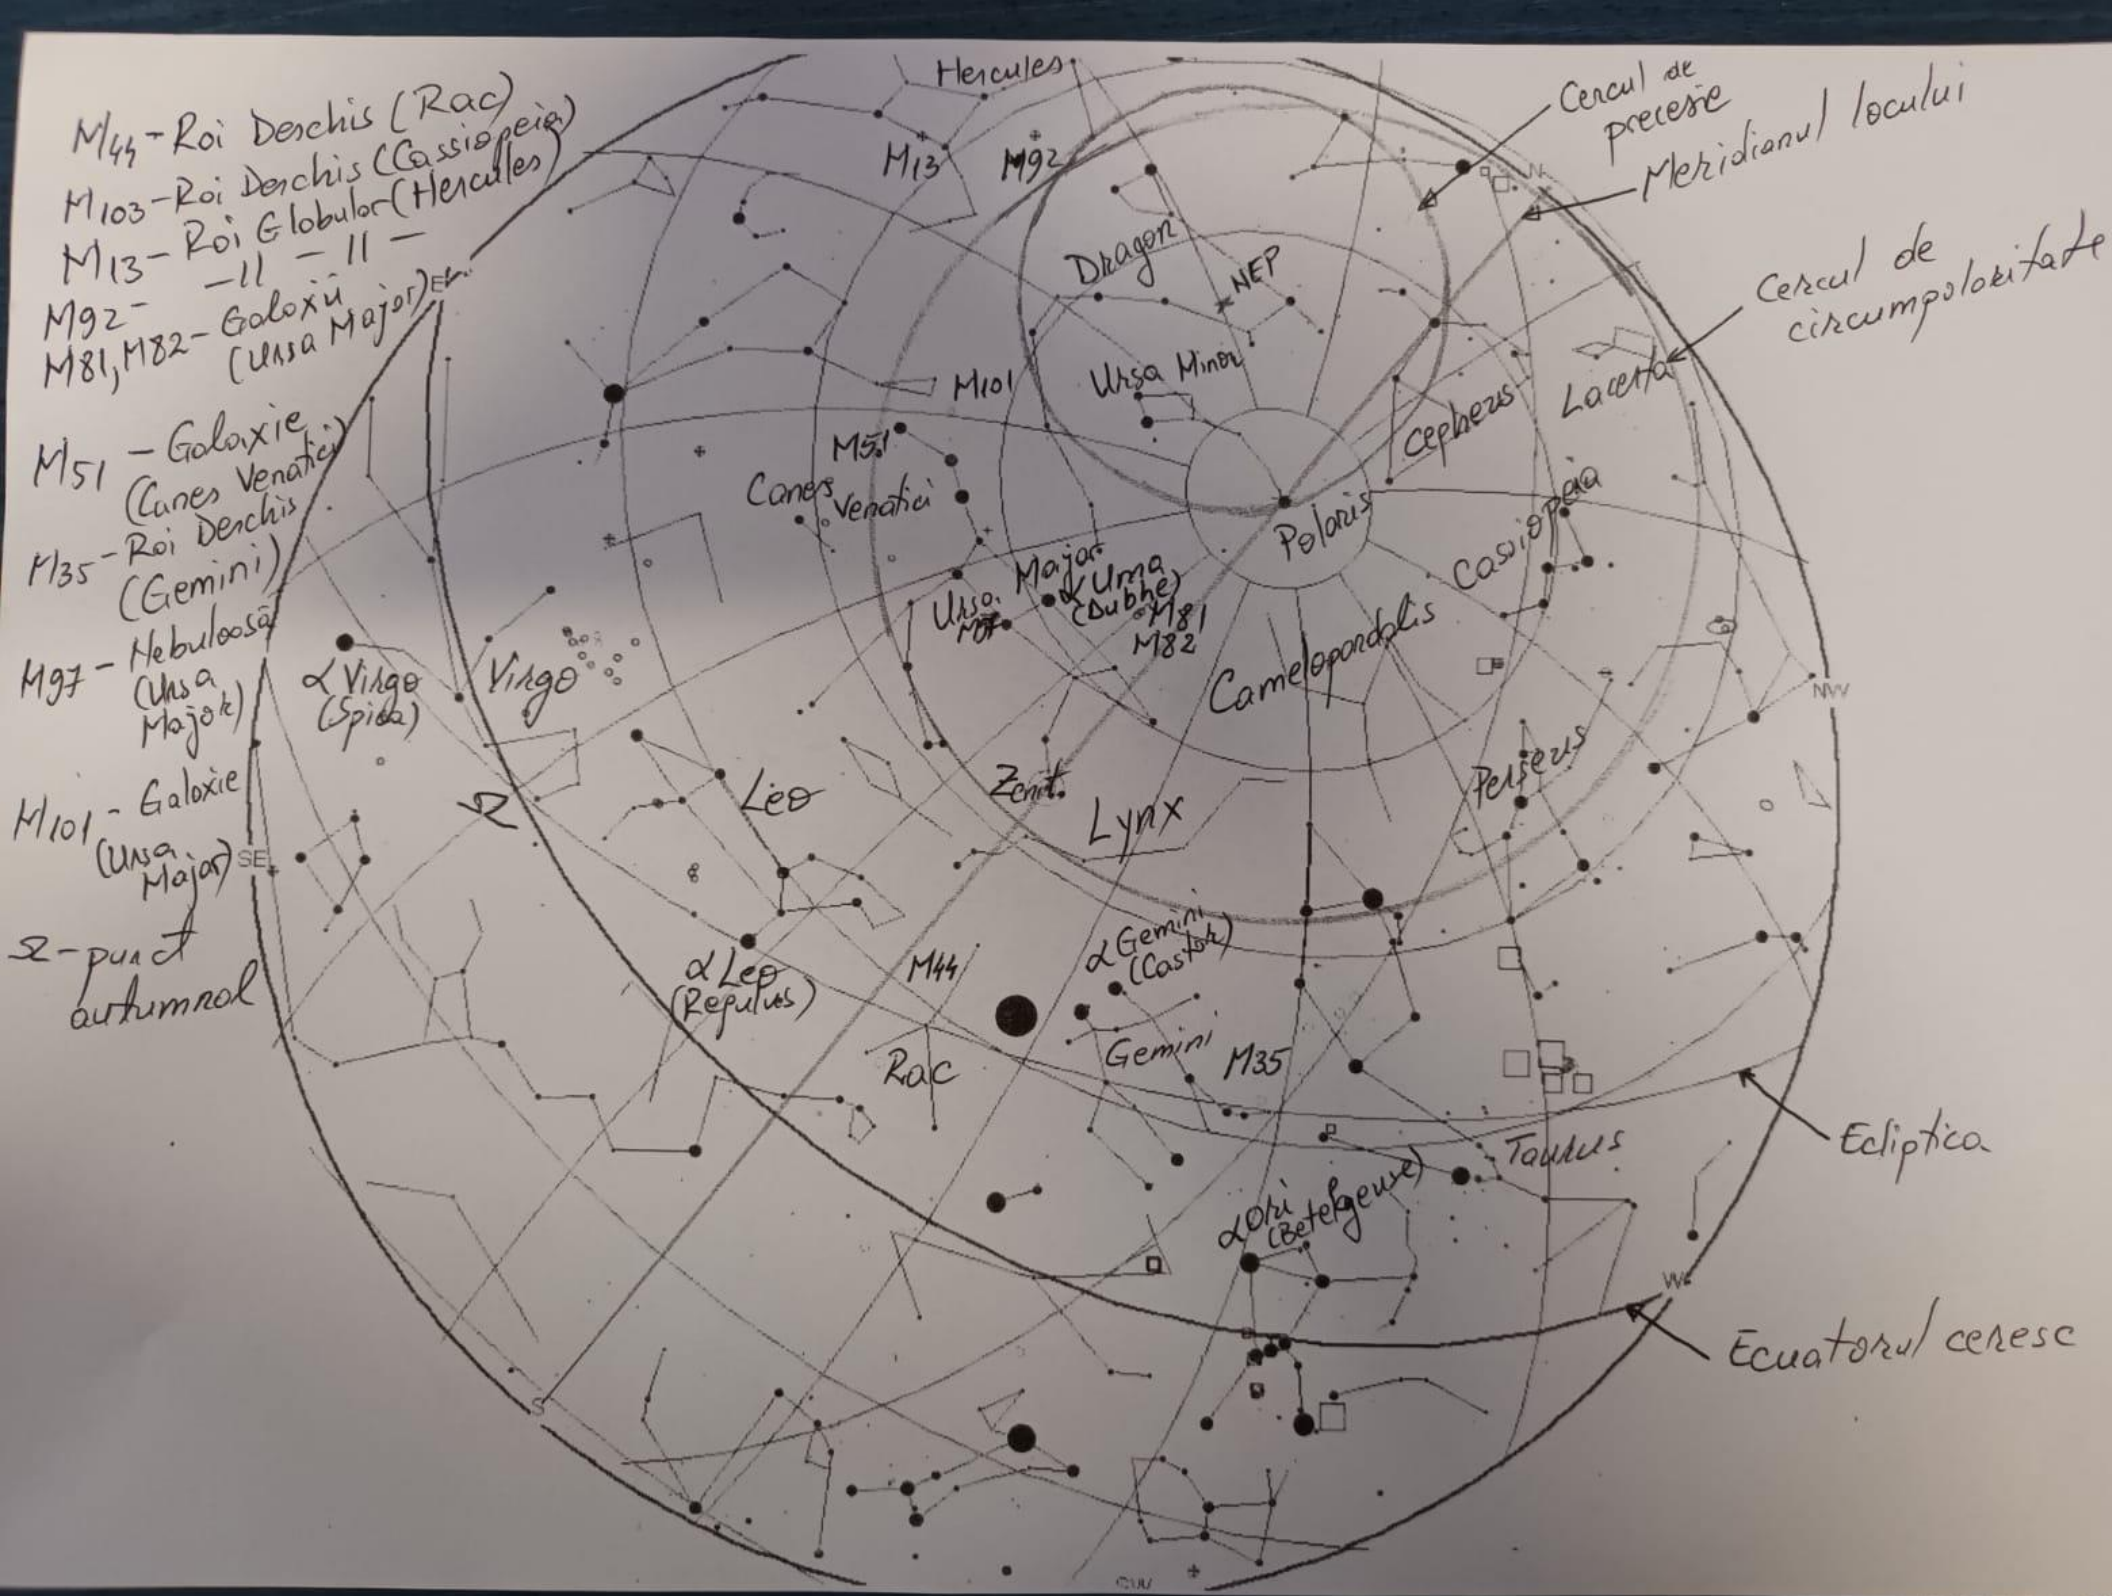 M44 - Roi Deschis (Rac)
M103 - Roi Deschis (Cassiopeia)
M13 - Roi Globular (Hercules)
M92 - - 11 - 11 -
M81, M82 - Galaxii
(Ursa Major)
M51 - Galaxie
(Canes Venatici)
M35 - Roi Deschis
(Gemini)
M97 - Nebuloasă
(Ursa
Major)
M101 - Galaxie
(Ursa
Major)
Ω - punct
autumnal
Hercules
M13
M92
Cercul de
precesie
Meridianul locului
N
Cercul de
circumpolaritate
Dragon
NEP
E
Ursa Minor
M101
Lacerta
Cepheus
M51
Canes
Venatici
Polaris
Cassiopeia
Ursa
Major
α Uma
(Dubhe)
M97
M81
M82
Camelopardalis
α Virgo
(Spica)
Virgo
NW
Perseus
Zenit
Leo
Lynx
Ω
SE
α Gemini
(Castor)
α Leo
(Regulus)
M44
Rac
Gemini
M35
Ecliptica
Taurus
α Ori
(Betelgeuse)
W
Ecuatorul ceresc
S
SW